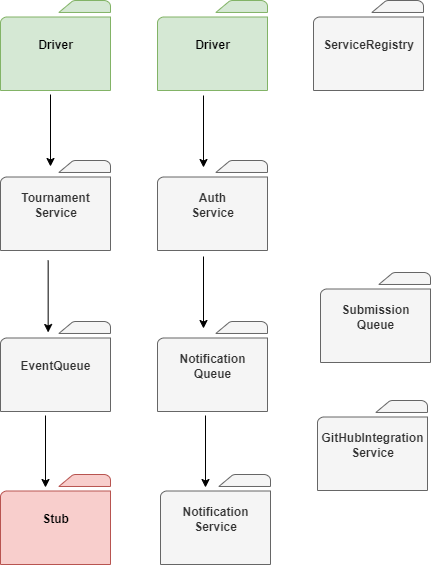 Driver
Driver
ServiceRegistry
Tournament
Service
Auth
Service
Submission
Queue
EventQueue
Notification
Queue
GitHubIntegration
Service
Stub
Notification
Service